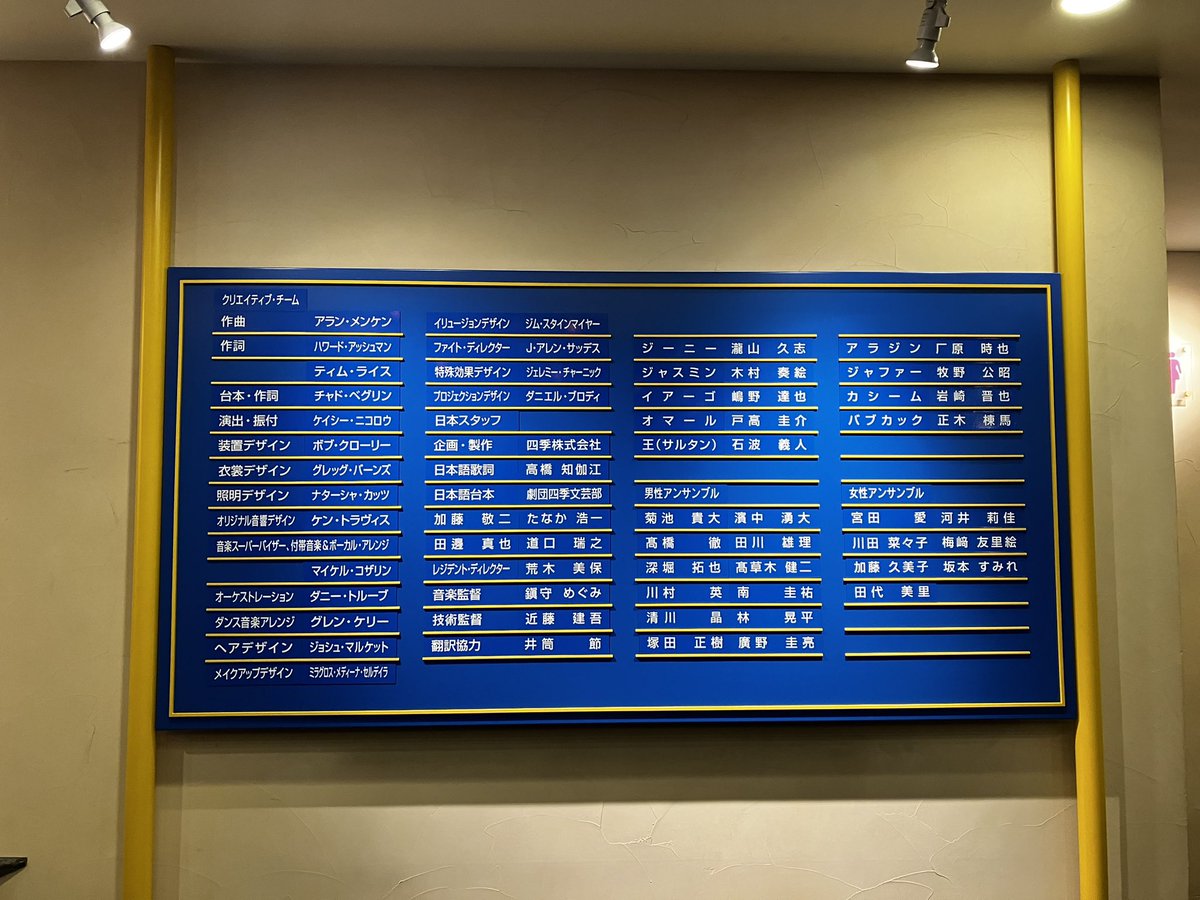 クリエイティブ・チーム
作曲 アラン・メンケン
作詞 ハワード・アッシュマン
ティム・ライス
台本・作詞 チャド・ベグリン
演出・振付 ケイシー・ニコロウ
装置デザイン ボブ・クローリー
衣裳デザイン グレッグ・バーンズ
照明デザイン ナターシャ・カッツ
オリジナル音響デザイン ケン・トラヴィス
音楽スーパーバイザー、付帯音楽&ボーカル・アレンジ
マイケル・コザリン
オーケストレーション ダニー・トルーブ
ダンス音楽アレンジ グレン・ケリー
ヘアデザイン ジョシュ・マルケット
メイクアップデザイン ミラグロス・メディーナ・セルデイラ
イリュージョンデザイン ジム・スタインマイヤー
ファイト・ディレクター J・アレン・サッデス
特殊効果デザイン ジェレミー・チャーニック
プロジェクションデザイン ダニエル・ブロディ
日本スタッフ
企画・製作 四季株式会社
日本語歌詞 高橋 知伽江
日本語台本 劇団四季文芸部
加藤 敬二 たなか 浩一
田邊 真也 道口 瑞之
レジデント・ディレクター 荒木 美保
音楽監督 鎭守 めぐみ
技術監督 近藤 建吾
翻訳協力 井筒 節
ジーニー 瀧山 久志
ジャスミン 木村 奏絵
イアーゴ 嶋野 達也
オマール 戸高 圭介
王(サルタン) 石波 義人
男性アンサンブル
菊池 貴大 濱中 湧大
髙橋 徹 田川 雄理
深堀 拓也 髙草木 健二
川村 英 南 圭祐
清川 晶 林 晃平
塚田 正樹 廣野 圭亮
アラジン 厂原 時也
ジャファー 牧野 公昭
カシーム 岩崎 晋也
バブカック 正木 棟馬
女性アンサンブル
宮田 愛 河井 莉佳
川田 菜々子 梅﨑 友里絵
加藤 久美子 坂本 すみれ
田代 美里